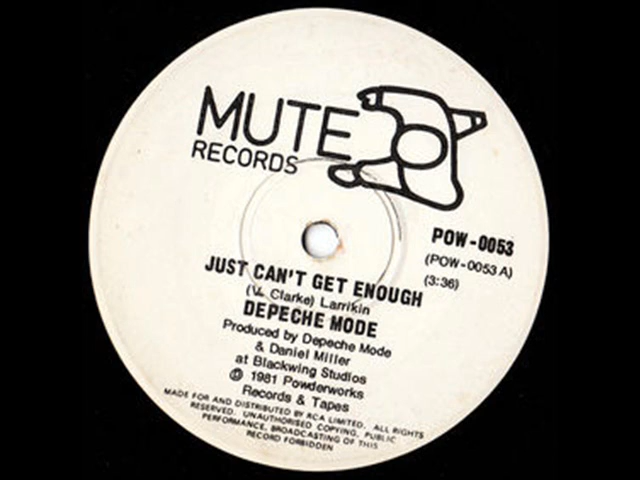 MUTE
RECORDS
POW-0053
(POW-0053 A)
(3:36)
JUST CAN'T GET ENOUGH
(V. Clarke) Larrikin
DEPECHE MODE
Produced by Depeche Mode
& Daniel Miller
at Blackwing Studios
℗ 1981 Powderworks
Records & Tapes
MADE FOR AND DISTRIBUTED BY RCA LIMITED. ALL RIGHTS
RESERVED. UNAUTHORISED COPYING, PUBLIC
PERFORMANCE, BROADCASTING OF THIS
RECORD FORBIDDEN